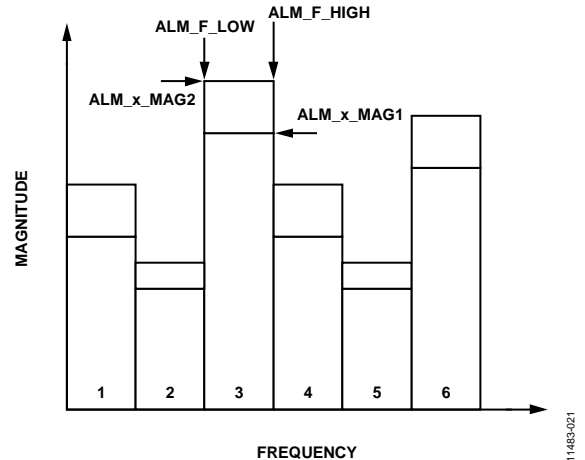 ALM_F_HIGH
ALM_F_LOW
ALM_x_MAG2
ALM_x_MAG1
MAGNITUDE
1 2 3 4 5 6
FREQUENCY
11483-021